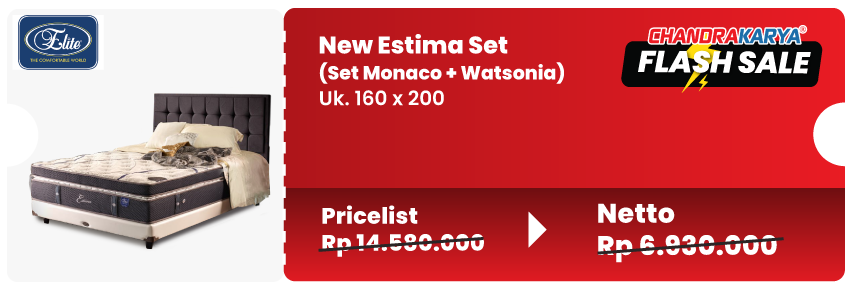 Elite
THE COMFORTABLE WORLD
New Estima Set
(Set Monaco + Watsonia)
Uk. 160 x 200
CHANDRAKARYA®
FLASH SALE
Pricelist
Rp 14.580.000
Netto
Rp 6.930.000
Estima